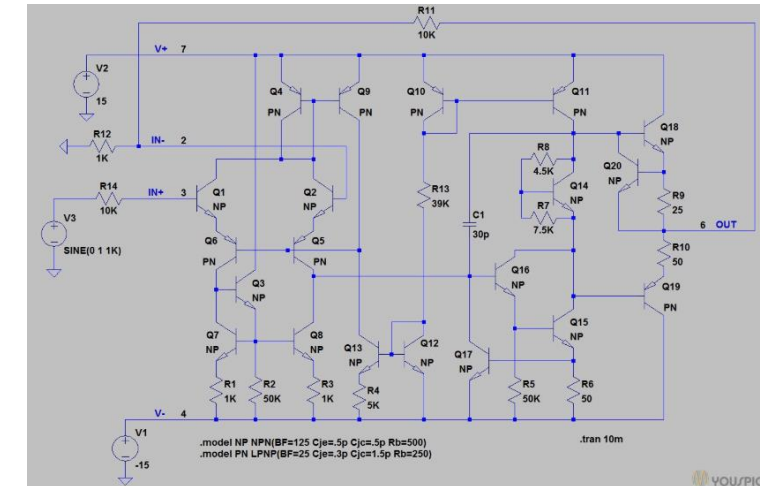 R11
10K
V+ 7
V2
15
Q4
PN
Q9
PN
Q10
PN
Q11
PN
Q18
NP
R12
1K
IN- 2
R8
4.5K
Q20
NP
R14
10K
IN+ 3
Q1
NP
Q2
NP
R13
39K
Q14
NP
R9
25
V3
SINE(0 1 1K)
C1
30p
R7
7.5K
6 OUT
Q6
PN
Q5
PN
R10
50
Q3
NP
Q16
NP
Q19
PN
Q7
NP
Q8
NP
Q13
NP
Q12
NP
Q17
NP
Q15
NP
R1
1K
R2
50K
R3
1K
R4
5K
R5
50K
R6
50
V- 4
V1
-15
.model NP NPN(BF=125 Cje=.5p Cjc=.5p Rb=500)
.model PN LPNP(BF=25 Cje=.3p Cjc=1.5p Rb=250)
.tran 10m
YOUSPIC